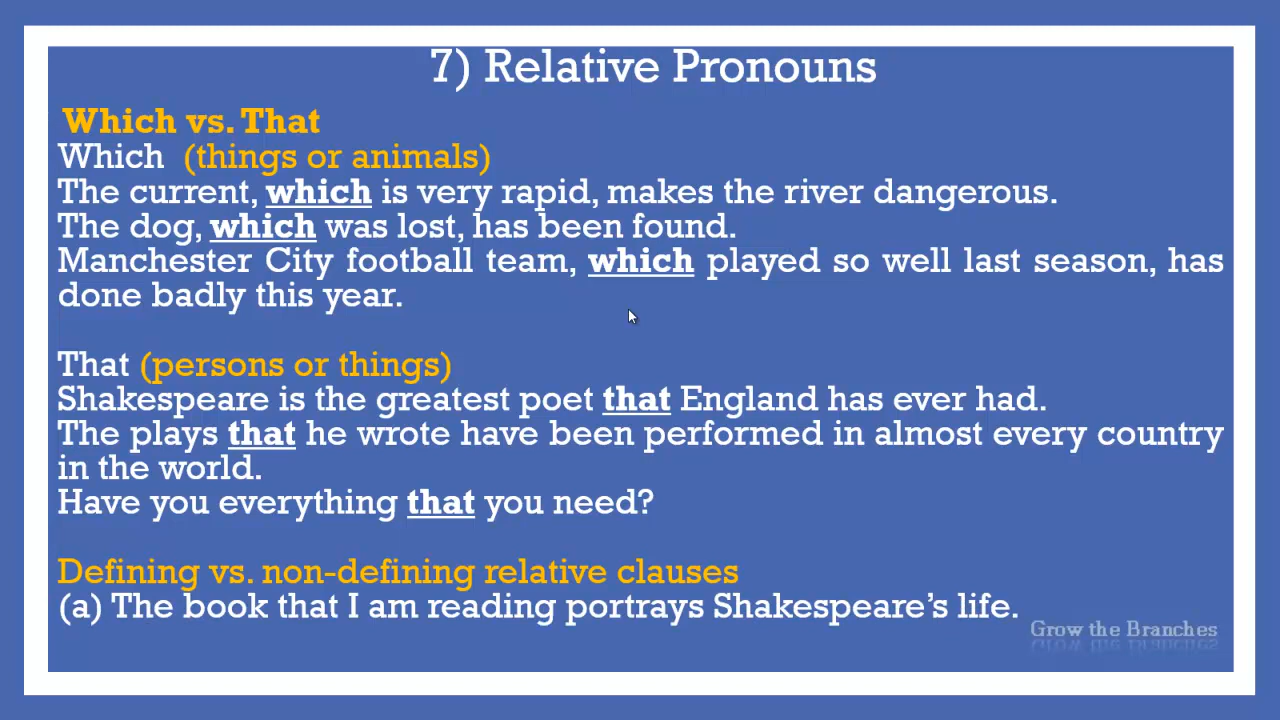 7) Relative Pronouns
Which vs. That
Which (things or animals)
The current, which is very rapid, makes the river dangerous.
The dog, which was lost, has been found.
Manchester City football team, which played so well last season, has
done badly this year.
That (persons or things)
Shakespeare is the greatest poet that England has ever had.
The plays that he wrote have been performed in almost every country
in the world.
Have you everything that you need?
Defining vs. non-defining relative clauses
(a) The book that I am reading portrays Shakespeare’s life.
Grow the Branches